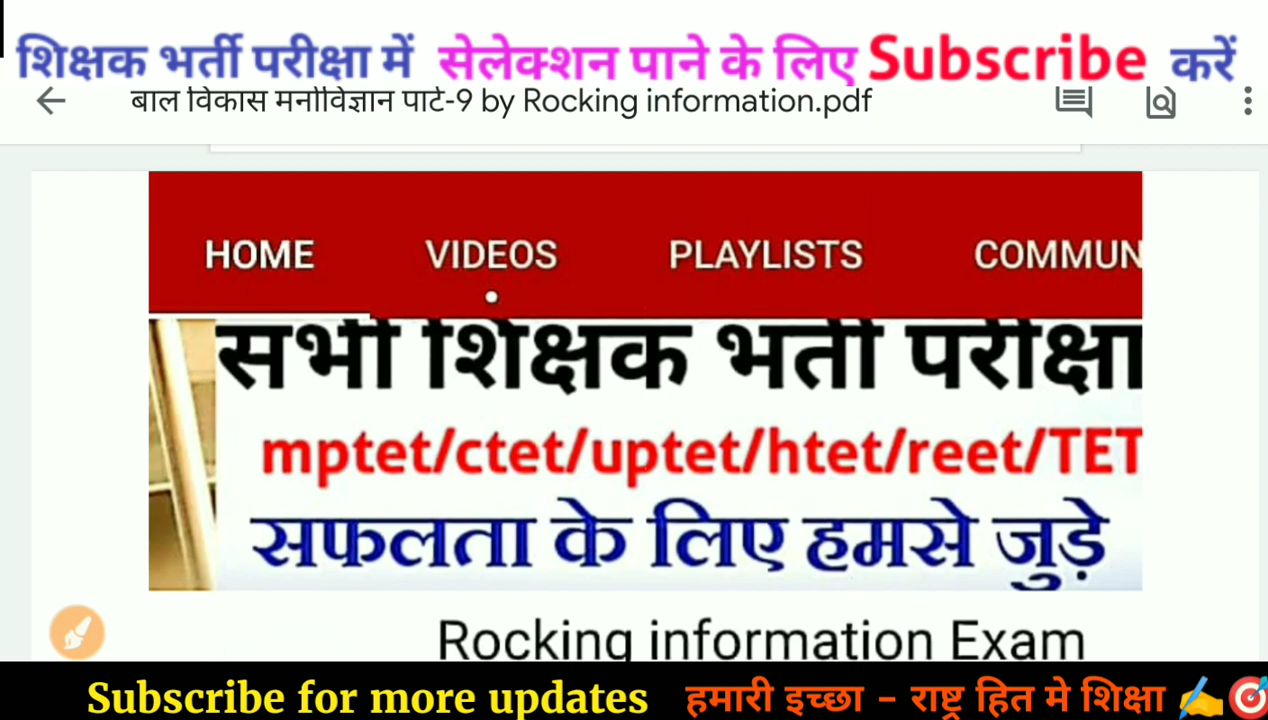 शिक्षक भर्ती परीक्षा में सेलेक्शन पाने के लिए Subscribe करें
बाल विकास मनोविज्ञान पार्ट-9 by Rocking information.pdf
HOME VIDEOS PLAYLISTS COMMUN
सभी शिक्षक भर्ती परीक्षा
mptet/ctet/uptet/htet/reet/TET
सफलता के लिए हमसे जुड़े
Rocking information Exam
Subscribe for more updates हमारी इच्छा - राष्ट्र हित मे शिक्षा ✍️🎯